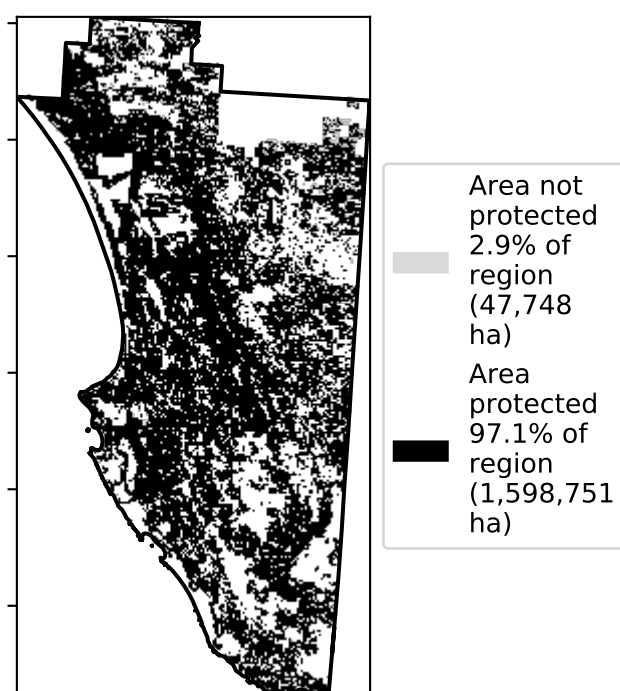 Area not
protected
2.9% of
region
(47,748
ha)
Area
protected
97.1% of
region
(1,598,751
ha)